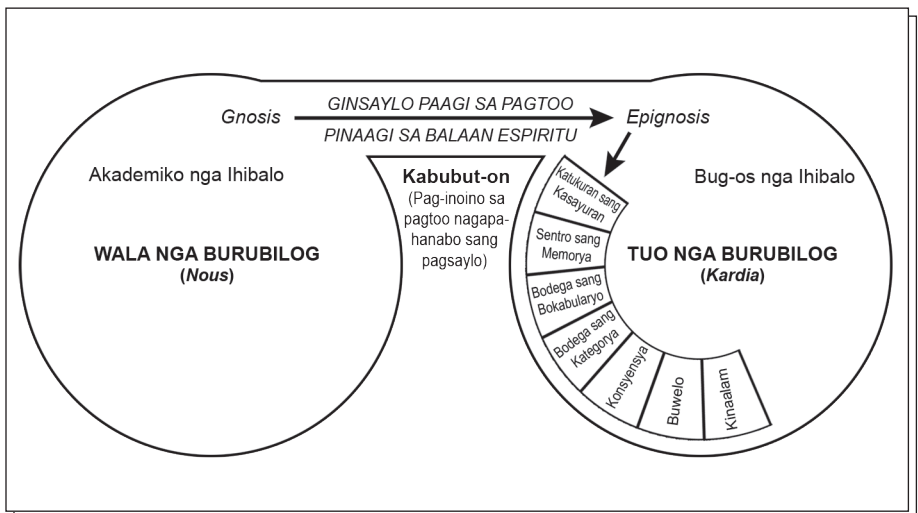 GINSAYLO PAAGI SA PAGTOO
Gnosis
Epignosis
PINAAGI SA BALAAN ESPIRITU
Akademiko nga Ihibalo
WALA NGA BURUBILOG
(Nous)
Kabubut-on
(Pag-inoino sa
pagtoo nagapa-
hanabo sang
pagsaylo)
Bug-os nga Ihibalo
TUO NGA BURUBILOG
(Kardia)
Katukuran sang
Kasayuran
Sentro sang
Memorya
Bodega sang
Bokabularyo
Bodega sang
Kategorya
Konsyensya
Buwelo
Kinaalam